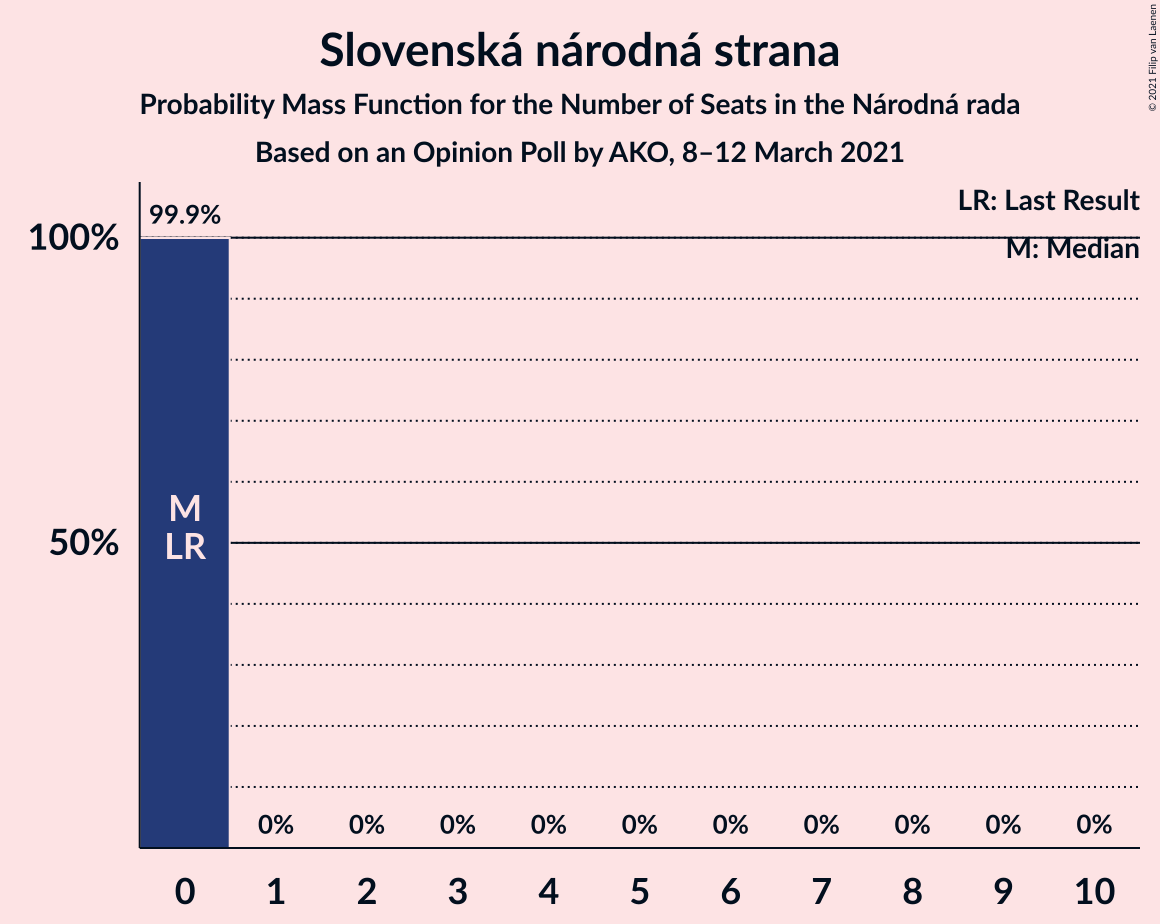 Slovenská národná strana
Probability Mass Function for the Number of Seats in the Národná rada
Based on an Opinion Poll by AKO, 8–12 March 2021
© 2021 Filip van Laenen
LR: Last Result
M: Median
99.9%
100%
50%
M
LR
0% 0% 0% 0% 0% 0% 0% 0% 0% 0%
0 1 2 3 4 5 6 7 8 9 10